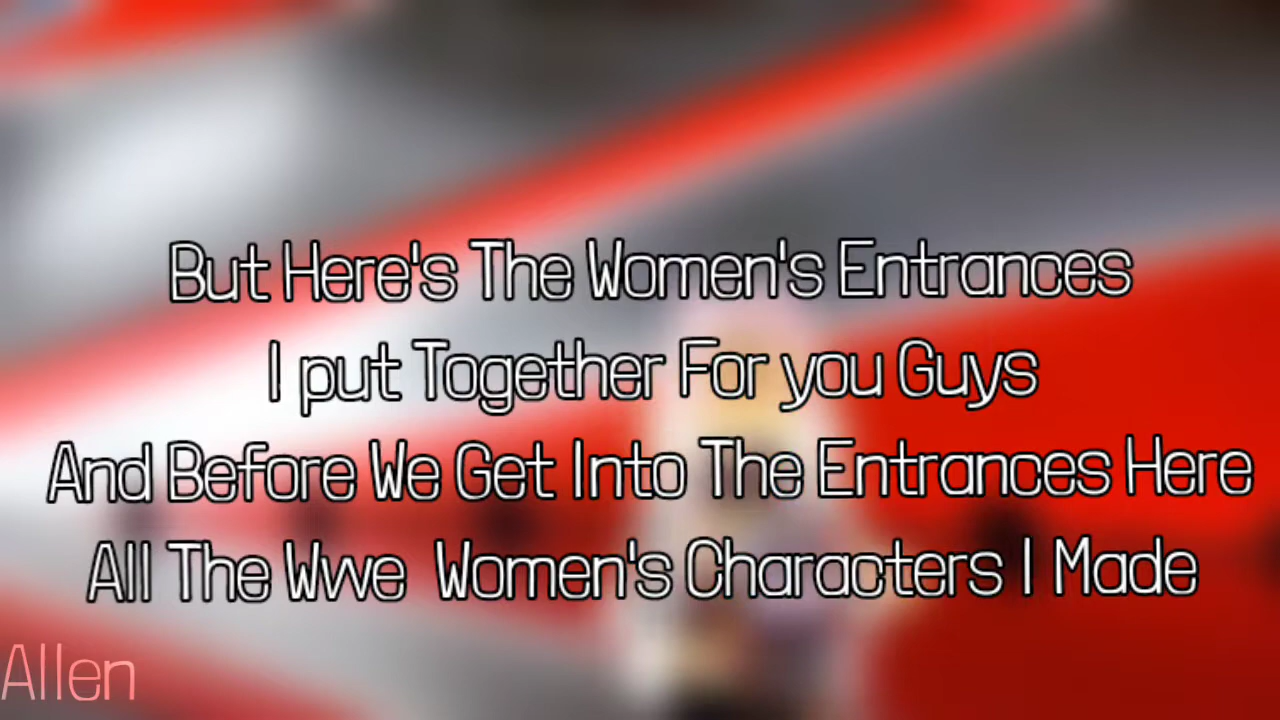 But Here's The Women's Entrances
I put Together For you Guys
And Before We Get Into The Entrances Here
All The Wwe Women's Characters I Made
Allen